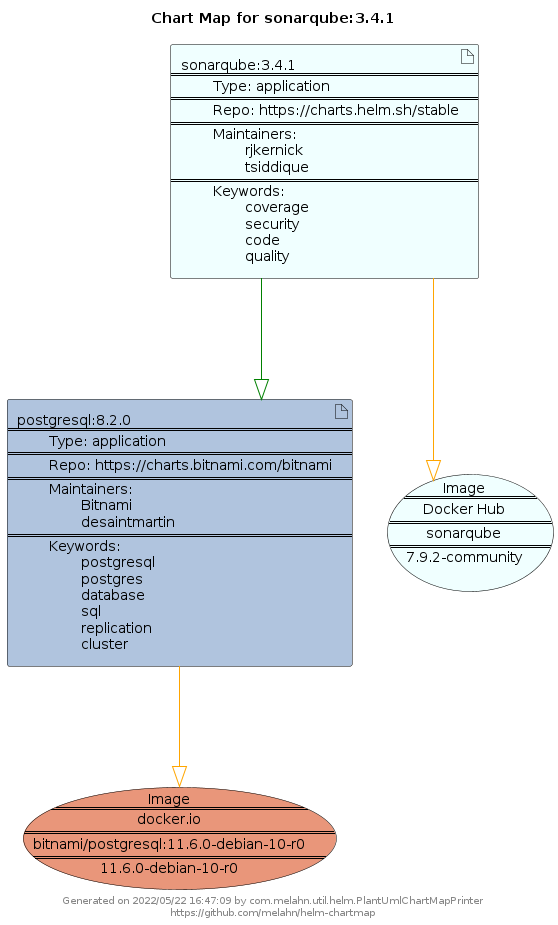 Chart Map for sonarqube:3.4.1
sonarqube:3.4.1
Type: application
Repo: https://charts.helm.sh/stable
Maintainers:
rjkernick
tsiddique
Keywords:
coverage
security
code
quality
postgresql:8.2.0
Type: application
Repo: https://charts.bitnami.com/bitnami
Maintainers:
Bitnami
desaintmartin
Keywords:
postgresql
postgres
database
sql
replication
cluster
Image
Docker Hub
sonarqube
7.9.2-community
Image
docker.io
bitnami/postgresql:11.6.0-debian-10-r0
11.6.0-debian-10-r0
Generated on 2022/05/22 16:47:09 by com.melahn.util.helm.PlantUmlChartMapPrinter
https://github.com/melahn/helm-chartmap